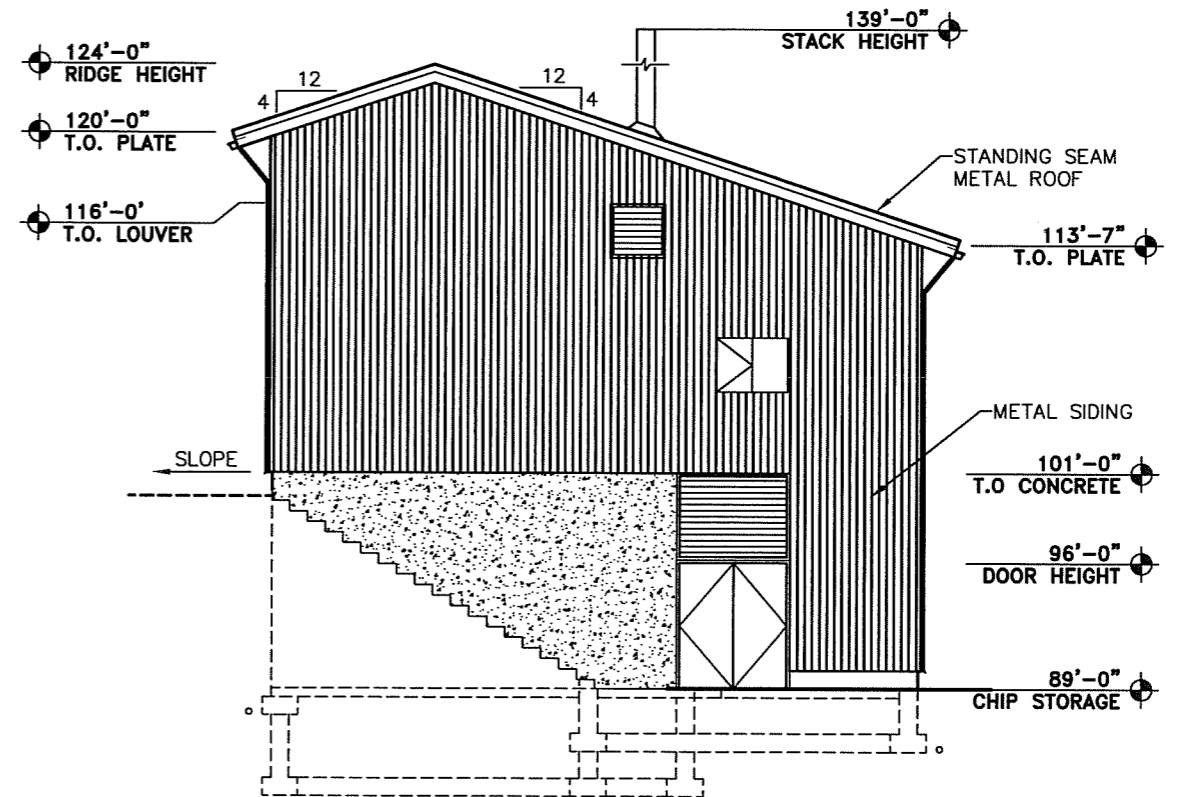 139'-0"
STACK HEIGHT
124'-0"
RIDGE HEIGHT
12
4
12
4
120'-0"
T.O. PLATE
STANDING SEAM
METAL ROOF
116'-0'
T.O. LOUVER
113'-7"
T.O. PLATE
METAL SIDING
SLOPE
101'-0"
T.O CONCRETE
96'-0"
DOOR HEIGHT
89'-0"
CHIP STORAGE